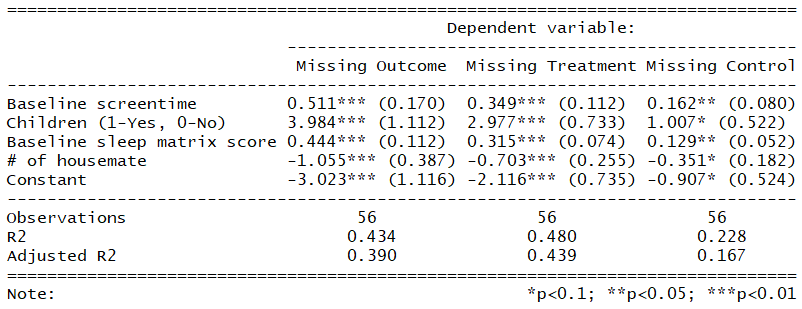 Dependent variable:
Missing Outcome Missing Treatment Missing Control
Baseline screentime 0.511*** (0.170) 0.349*** (0.112) 0.162** (0.080)
Children (1-Yes, 0-No) 3.984*** (1.112) 2.977*** (0.733) 1.007* (0.522)
Baseline sleep matrix score 0.444*** (0.112) 0.315*** (0.074) 0.129** (0.052)
# of housemate -1.055*** (0.387) -0.703*** (0.255) -0.351* (0.182)
Constant -3.023*** (1.116) -2.116*** (0.735) -0.907* (0.524)
Observations 56 56 56
R2 0.434 0.480 0.228
Adjusted R2 0.390 0.439 0.167
Note: *p<0.1; **p<0.05; ***p<0.01